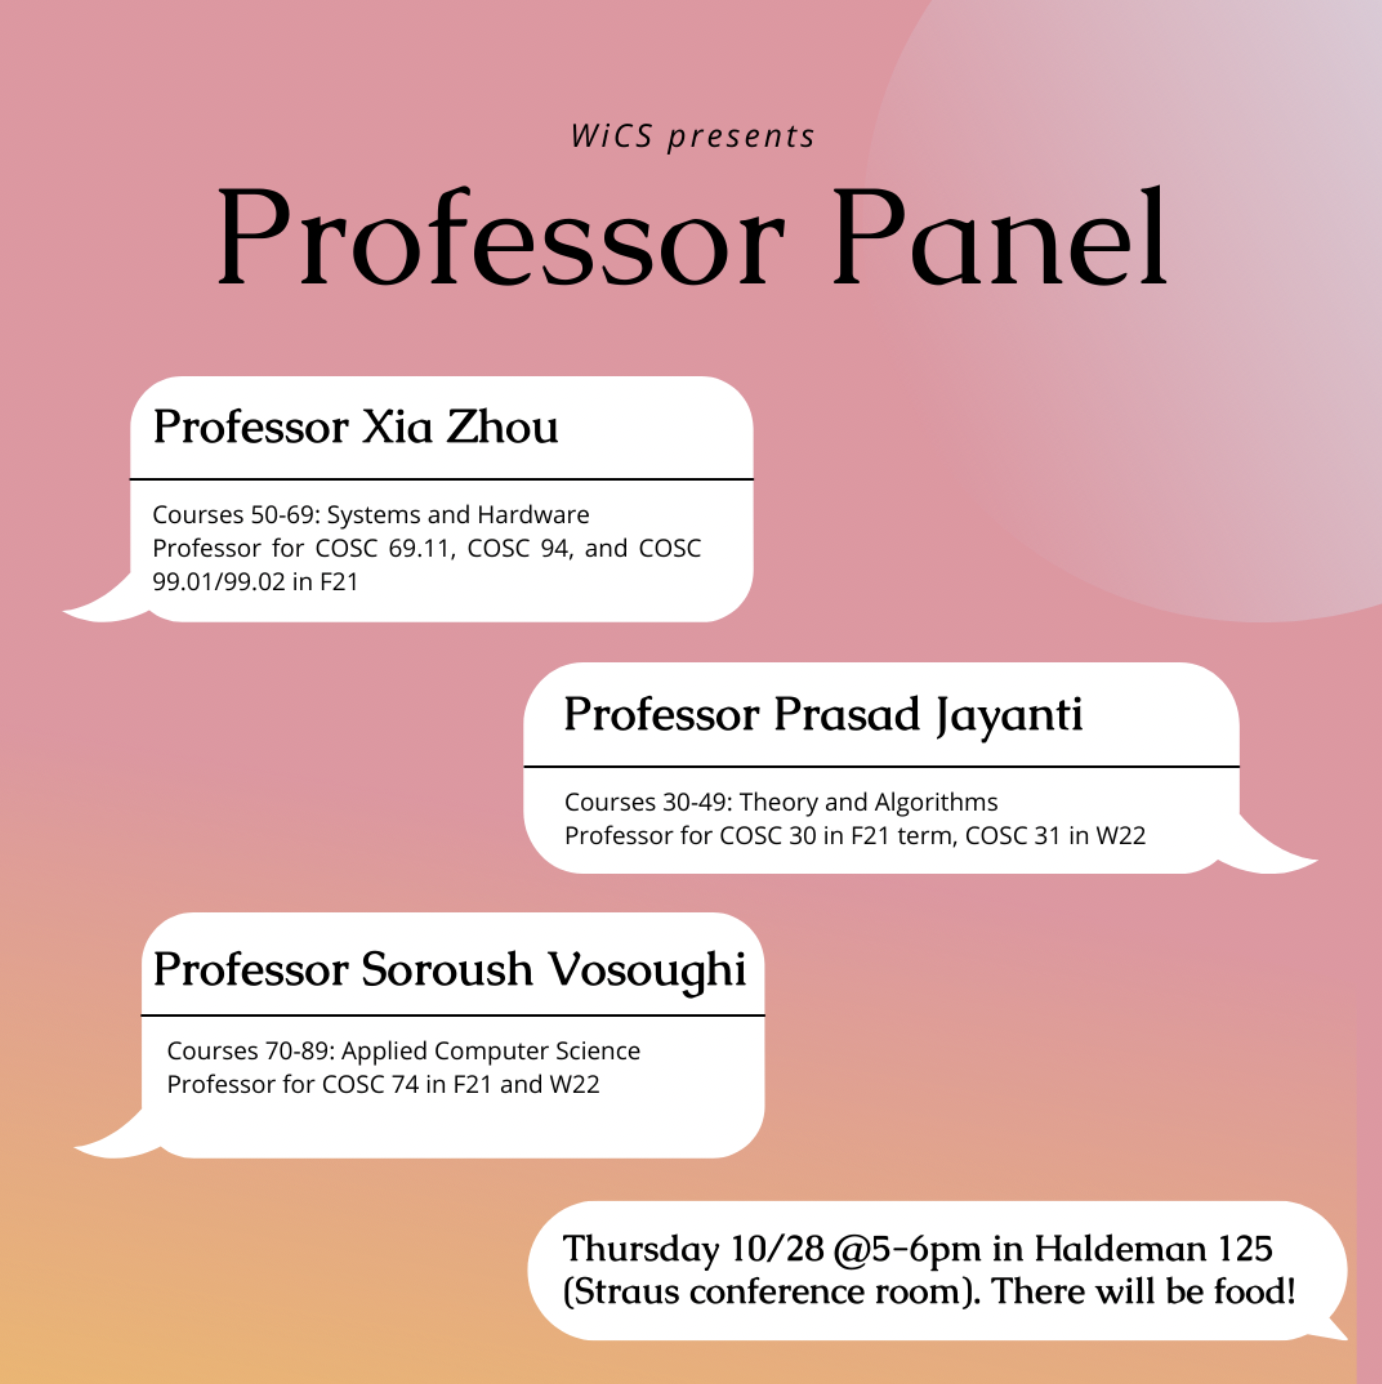 WiCS presents
Professor Panel
Professor Xia Zhou
Courses 50-69: Systems and Hardware
Professor for COSC 69.11, COSC 94, and COSC
99.01/99.02 in F21
Professor Prasad Jayanti
Courses 30-49: Theory and Algorithms
Professor for COSC 30 in F21 term, COSC 31 in W22
Professor Soroush Vosoughi
Courses 70-89: Applied Computer Science
Professor for COSC 74 in F21 and W22
Thursday 10/28 @5-6pm in Haldeman 125
(Straus conference room). There will be food!